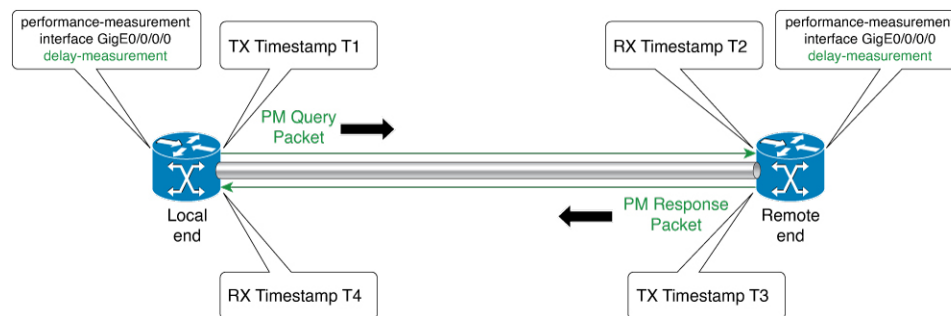 performance-measurement
interface GigE0/0/0/0
delay-measurement
TX Timestamp T1
RX Timestamp T2
performance-measurement
interface GigE0/0/0/0
delay-measurement
PM Query
Packet
Local
end
PM Response
Packet
Remote
end
RX Timestamp T4
TX Timestamp T3